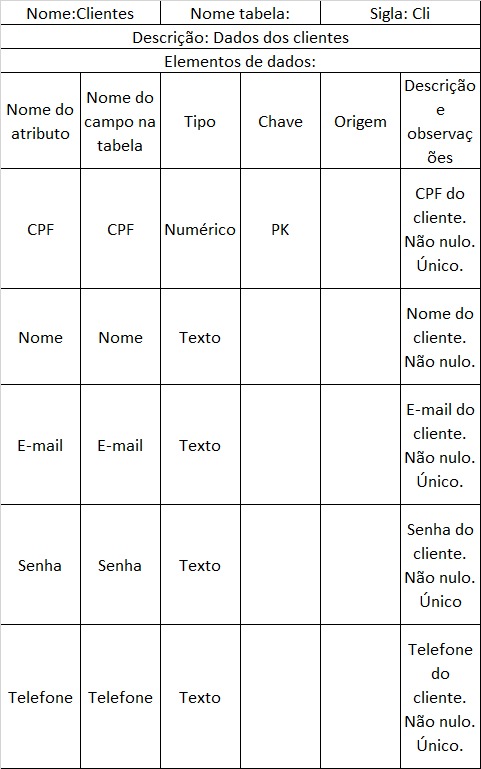 Nome:Clientes Nome tabela: Sigla: Cli
Descrição: Dados dos clientes
Elementos de dados:
Nome do
atributo
Nome do
campo na
tabela
Tipo
Chave
Origem
Descrição
e
observaç
ões
CPF
CPF
Numérico
PK
CPF do
cliente.
Não nulo.
Único.
Nome
Nome
Texto
Nome do
cliente.
Não nulo.
E-mail
E-mail
Texto
E-mail do
cliente.
Não nulo.
Único.
Senha
Senha
Texto
Senha do
cliente.
Não nulo.
Único
Telefone
Telefone
Texto
Telefone
do
cliente.
Não nulo.
Único.